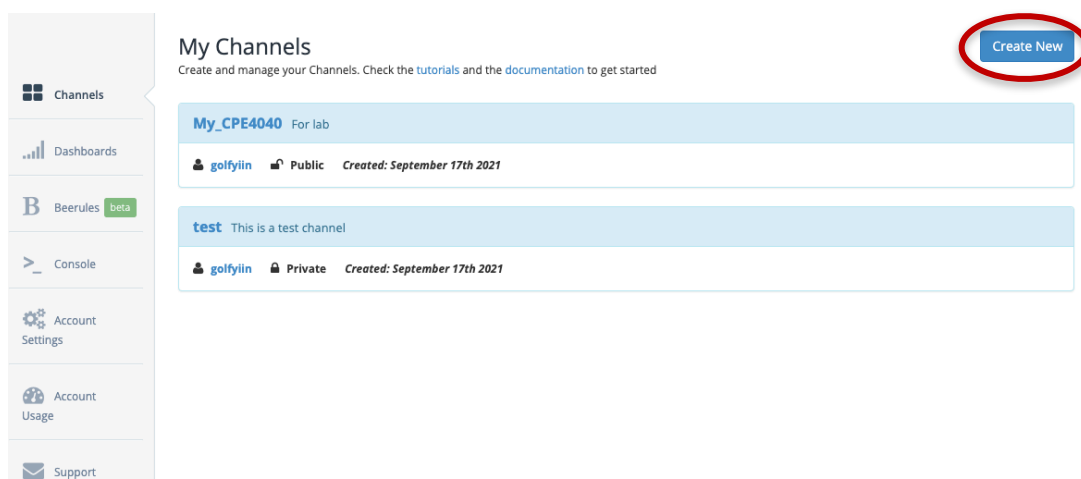 My Channels
Create New
Create and manage your Channels. Check the tutorials and the documentation to get started
Channels
Dashboards
Beerules beta
Console
Account
Settings
Account
Usage
Support
My_CPE4040 For lab
golfyiin Public Created: September 17th 2021
test This is a test channel
golfyiin Private Created: September 17th 2021